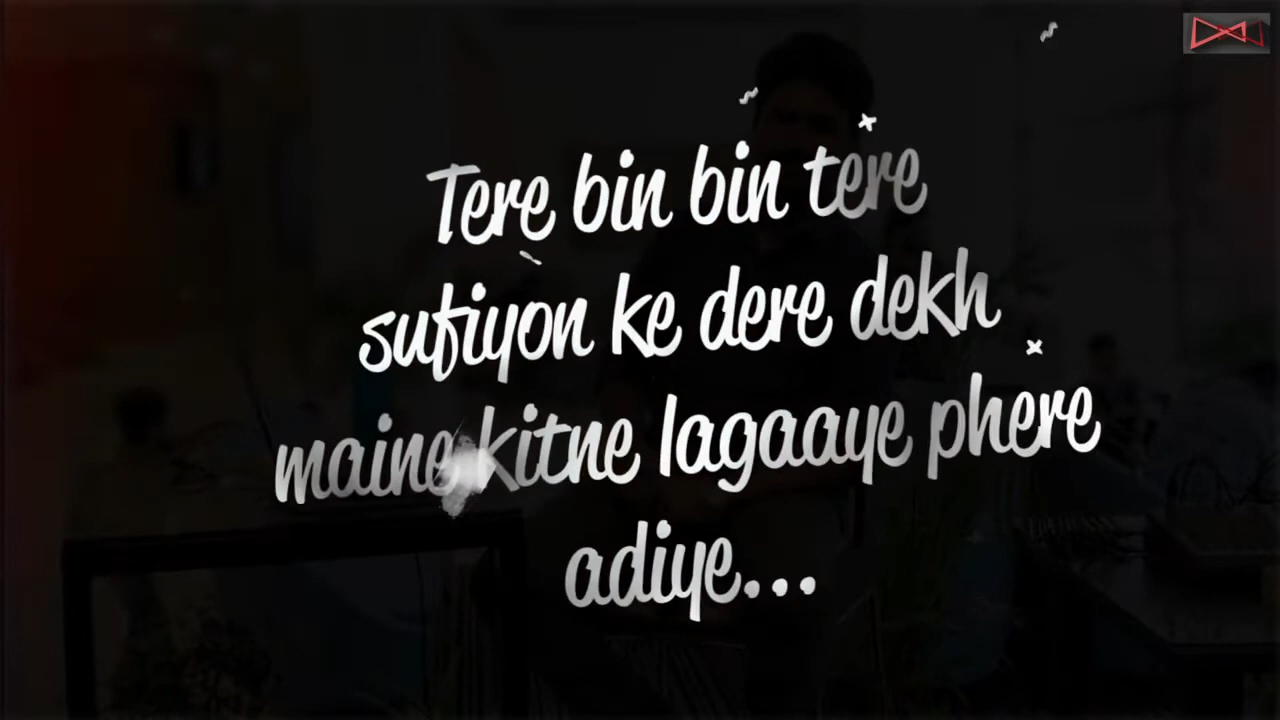 Tere bin bin tere
sufiyon ke dere dekh
maine kitne lagaaye phere
adiye...